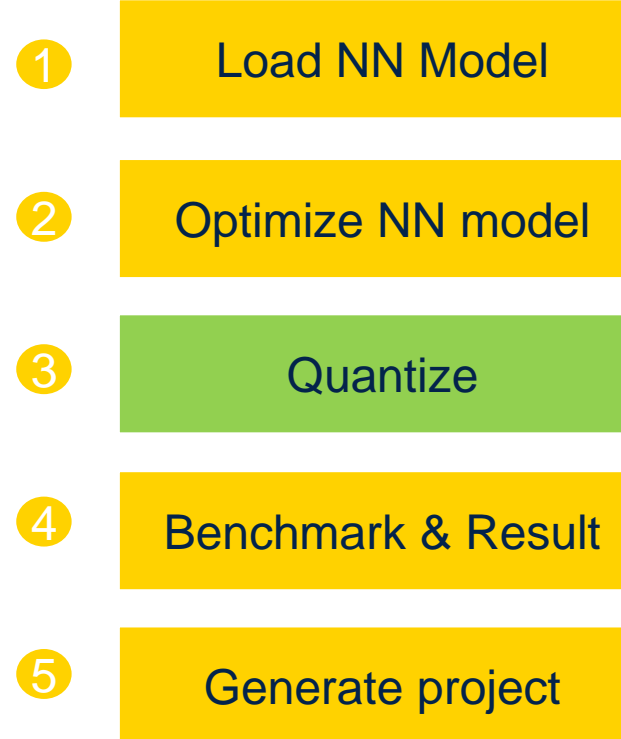 1 Load NN Model
2 Optimize NN model
3 Quantize
4 Benchmark & Result
5 Generate project